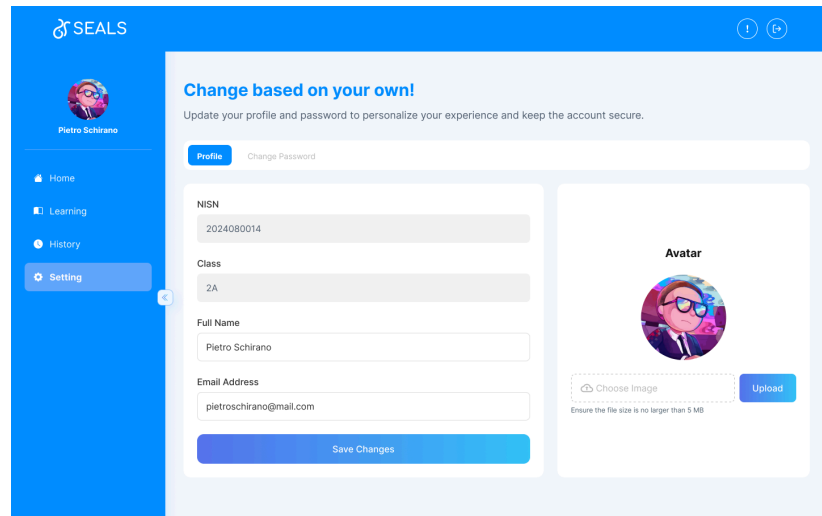 SEALS
!
Pietro Schirano
Home
Learning
History
Setting
Change based on your own!
Update your profile and password to personalize your experience and keep the account secure.
Profile
Change Password
NISN
2024080014
Class
2A
Full Name
Pietro Schirano
Email Address
pietroschirano@mail.com
Save Changes
Avatar
Choose Image
Upload
Ensure the file size is no larger than 5 MB